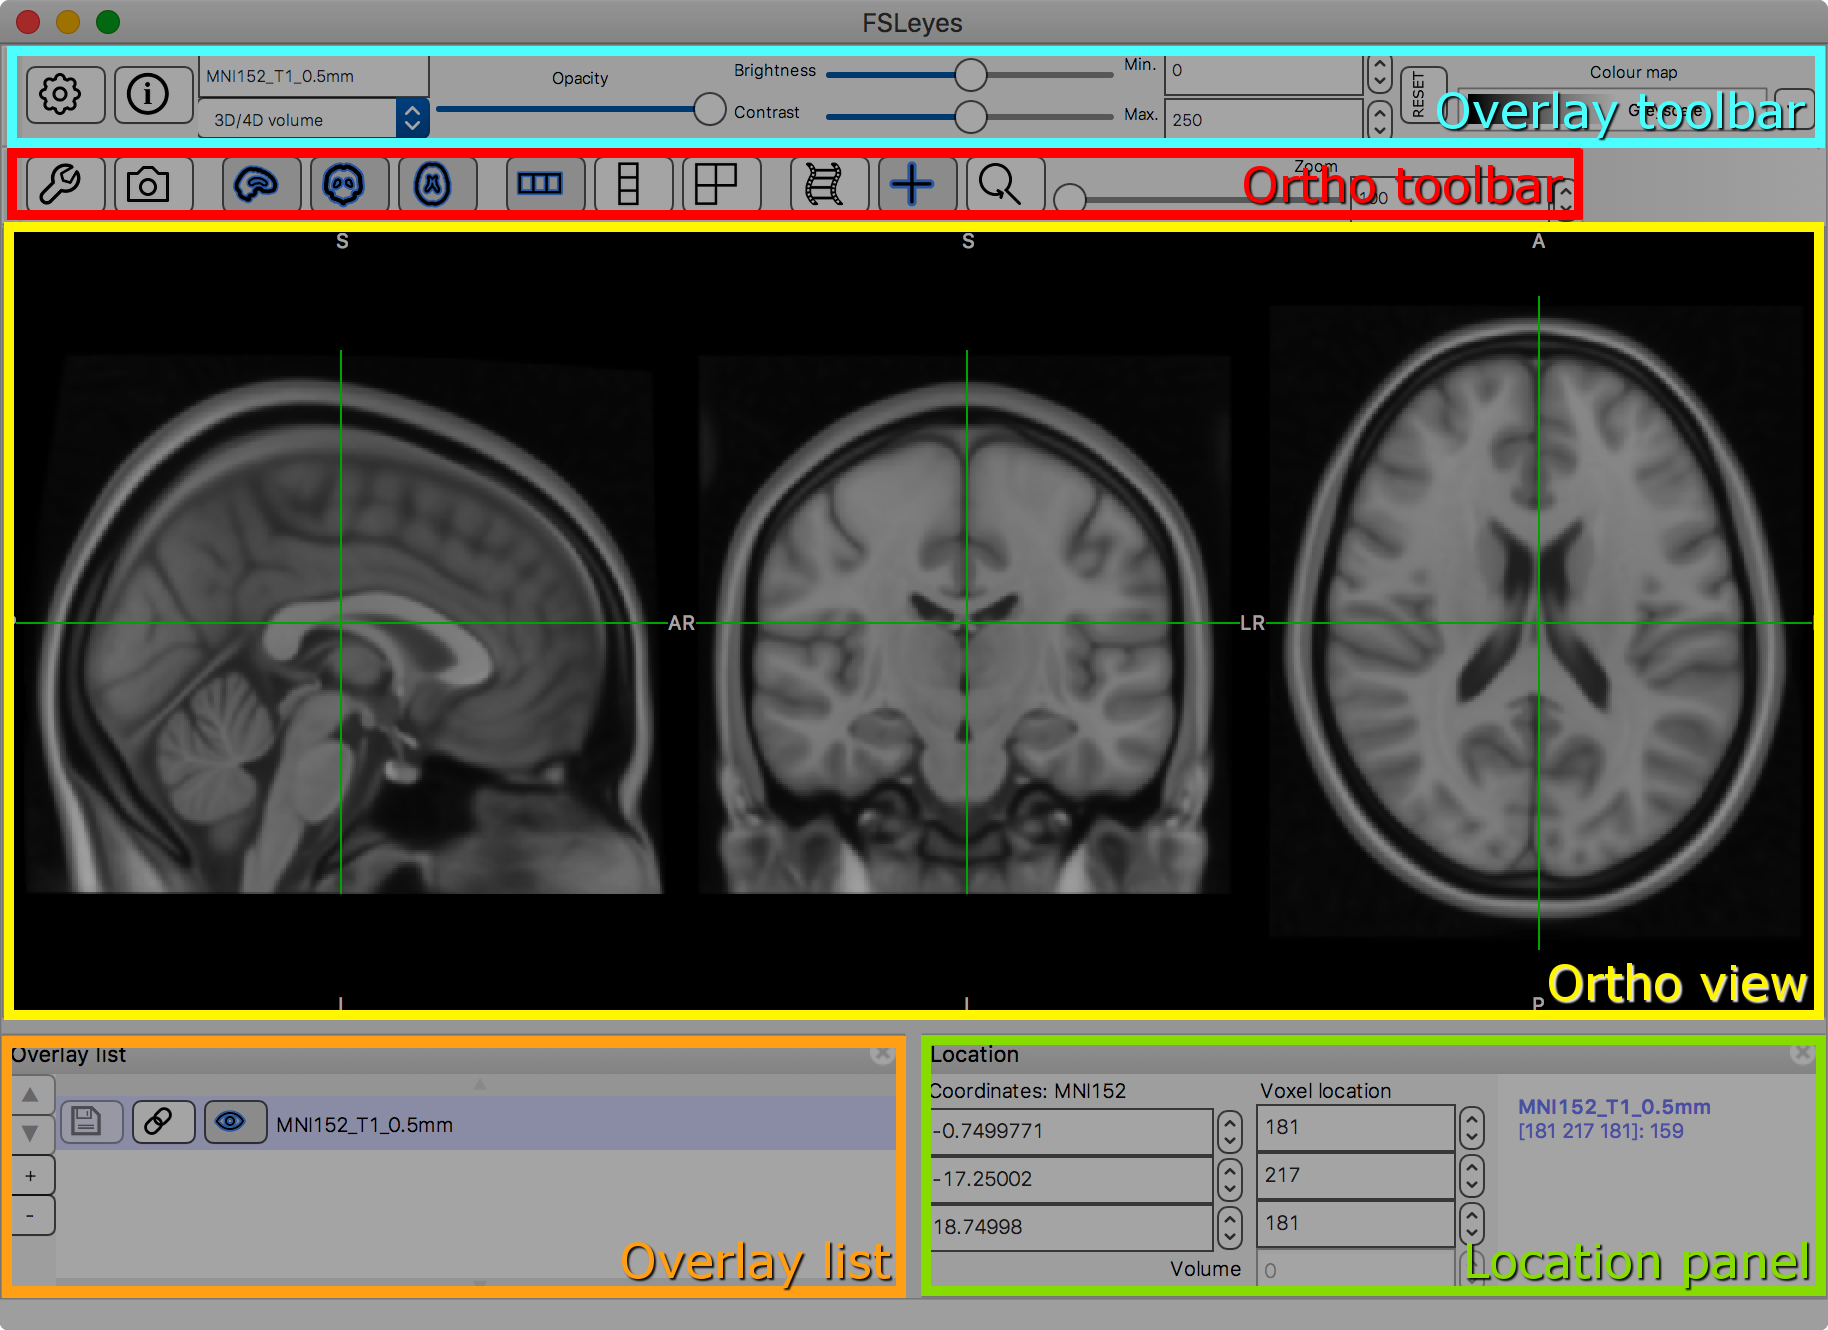 FSLeyes
MNI152_T1_0.5mm
3D/4D volume
Opacity
Brightness
Contrast
Min.
0
Max.
250
RESET
Colour map
Greyscale
Overlay toolbar
Zoom
100
Ortho toolbar
S
S
A
AR
LR
I
I
P
Ortho view
Overlay list
MNI152_T1_0.5mm
+
-
Overlay list
Location
Coordinates: MNI152
Voxel location
-0.7499771
181
-17.25002
217
18.74998
181
Volume
0
MNI152_T1_0.5mm
[181 217 181]: 159
Location panel